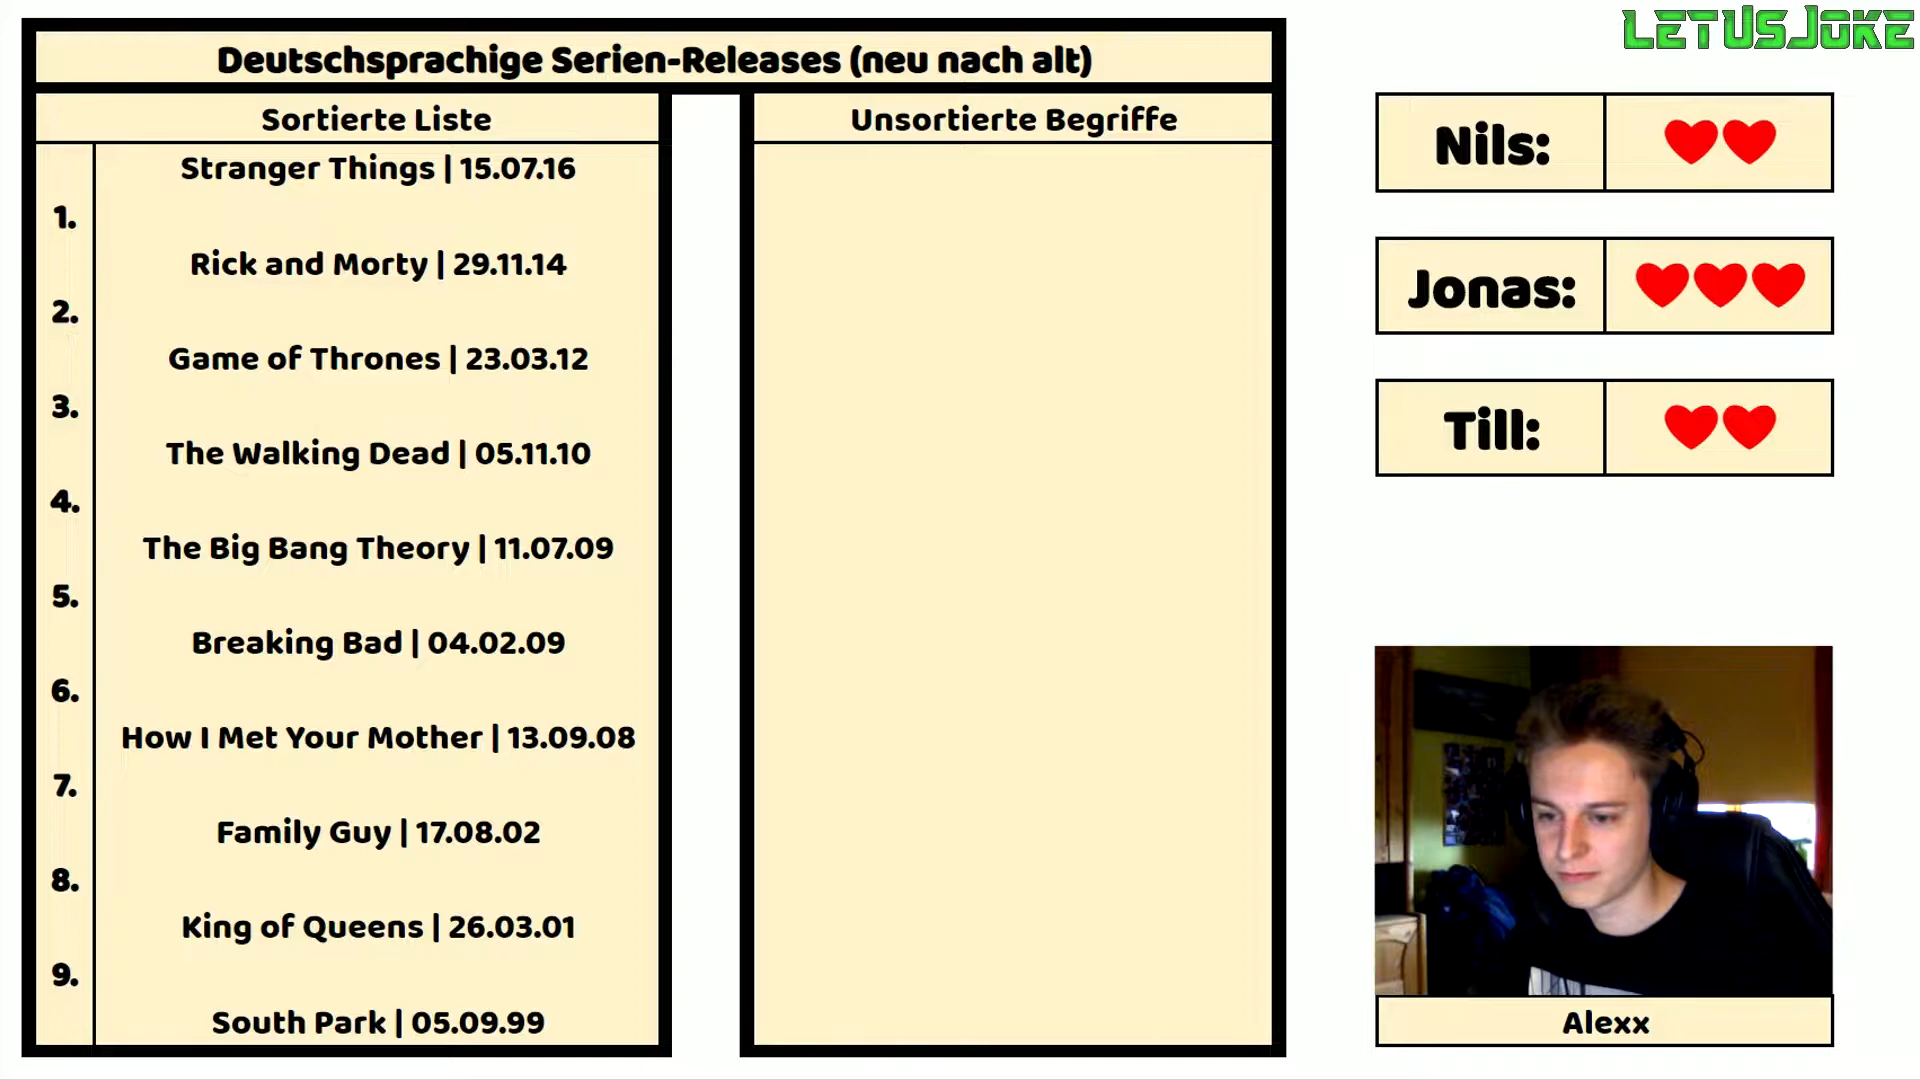 LETUSJOKE
Deutschsprachige Serien-Releases (neu nach alt)
Sortierte Liste
Unsortierte Begriffe
Stranger Things | 15.07.16
1.
Rick and Morty | 29.11.14
2.
Game of Thrones | 23.03.12
3.
The Walking Dead | 05.11.10
4.
The Big Bang Theory | 11.07.09
5.
Breaking Bad | 04.02.09
6.
How I Met Your Mother | 13.09.08
7.
Family Guy | 17.08.02
8.
King of Queens | 26.03.01
9.
South Park | 05.09.99
Nils:
Jonas:
Till:
Alexx